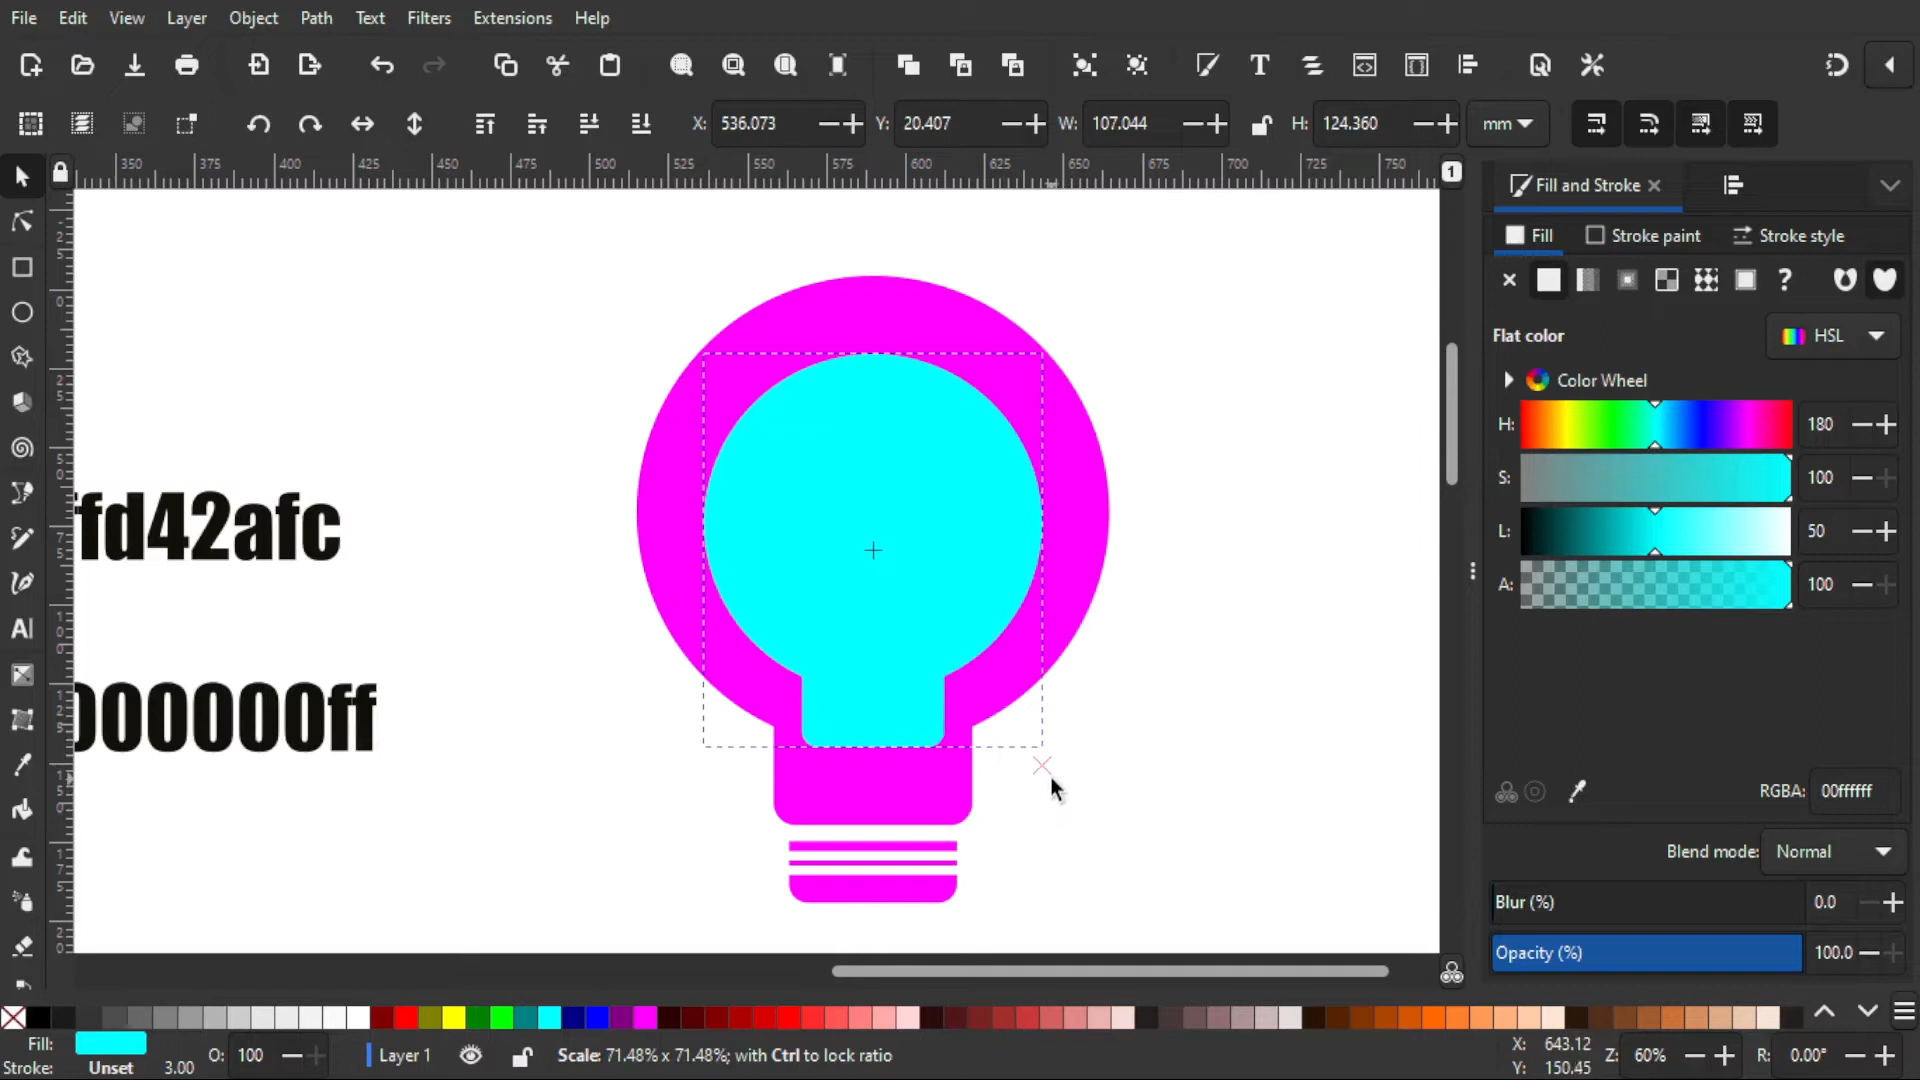 File Edit View Layer Object Path Text Filters Extensions Help
X: 536.073 Y: 20.407 W: 107.044 H: 124.360 mm
350 375 400 425 450 475 500 525 550 575 600 625 650 675 700 725 750
1
Fill and Stroke
Fill Stroke paint Stroke style
Flat color HSL
Color Wheel
H: 180
S: 100
L: 50
A: 100
ffd42afc
000000ff
RGBA: 00ffffff
Blend mode: Normal
Blur (%) 0.0
Opacity (%) 100.0
Fill: O: 100 Layer 1 Scale: 71.48% x 71.48%; with Ctrl to lock ratio X: 643.12 Z: 60% R: 0.00°
Stroke: Unset 3.00 Y: 150.45